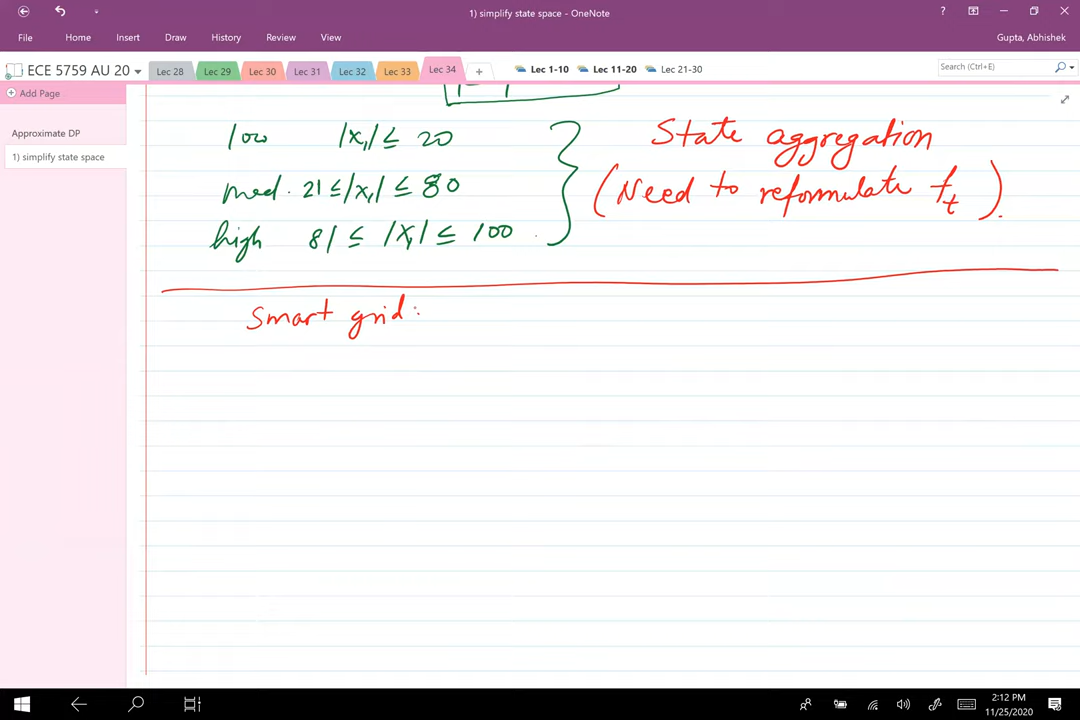 1) simplify state space - OneNote
Gupta, Abhishek
File Home Insert Draw History Review View
ECE 5759 AU 20
Lec 28 Lec 29 Lec 30 Lec 31 Lec 32 Lec 33 Lec 34 + Lec 1-10 Lec 11-20 Lec 21-30
Search (Ctrl+E)
Add Page
Approximate DP
1) simplify state space
low |x₁| ≤ 20
med. 21 ≤ |x₁| ≤ 80
high 81 ≤ |x₁| ≤ 100
State aggregation
(Need to reformulate fₜ).
Smart grid:
2:12 PM
11/25/2020